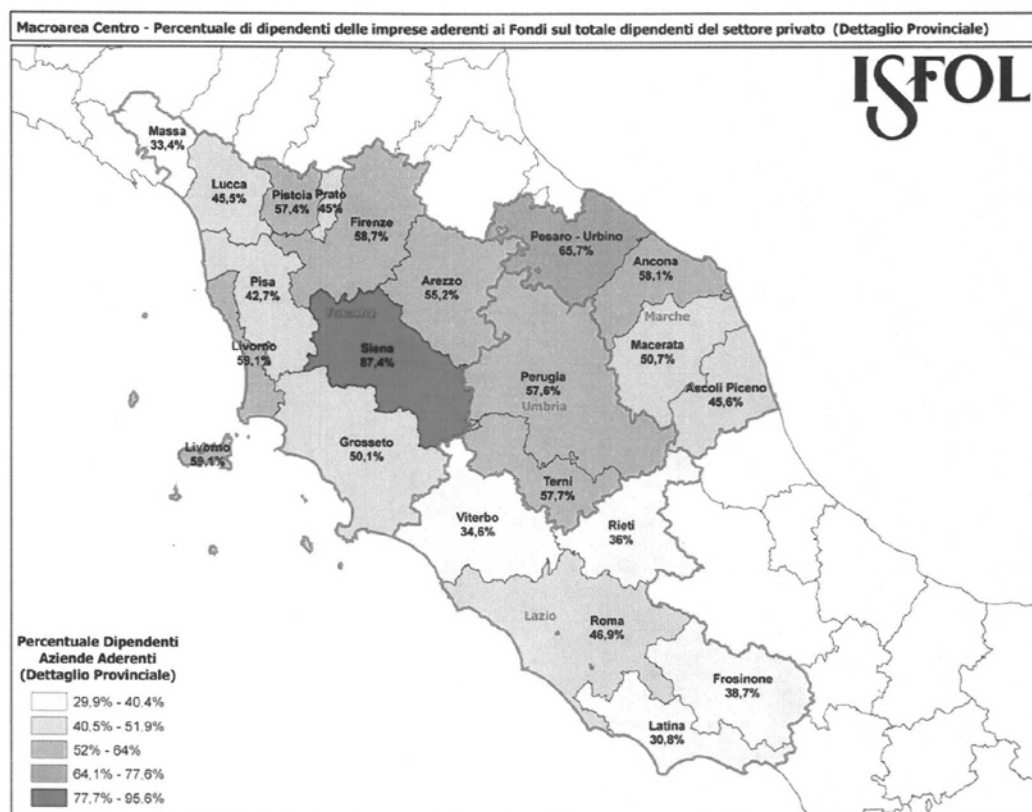 Macroarea Centro - Percentuale di dipendenti delle imprese aderenti ai Fondi sul totale dipendenti del settore privato (Dettaglio Provinciale)
ISFOL
Massa
33,4%
Lucca
45,5%
Pistoia
57,4%
Prato
45%
Firenze
58,7%
Pesaro - Urbino
65,7%
Ancona
58,1%
Arezzo
55,2%
Pisa
42,7%
Marche
Toscana
Macerata
50,7%
Livorno
59,1%
Siena
87,4%
Perugia
57,6%
Umbria
Ascoli Piceno
45,6%
Grosseto
50,1%
Livorno
59,1%
Terni
57,7%
Viterbo
34,6%
Rieti
36%
Lazio
Roma
46,9%
Frosinone
38,7%
Latina
30,8%
Percentuale Dipendenti
Aziende Aderenti
(Dettaglio Provinciale)
29.9% - 40.4%
40.5% - 51.9%
52% - 64%
64.1% - 77.6%
77.7% - 95.6%